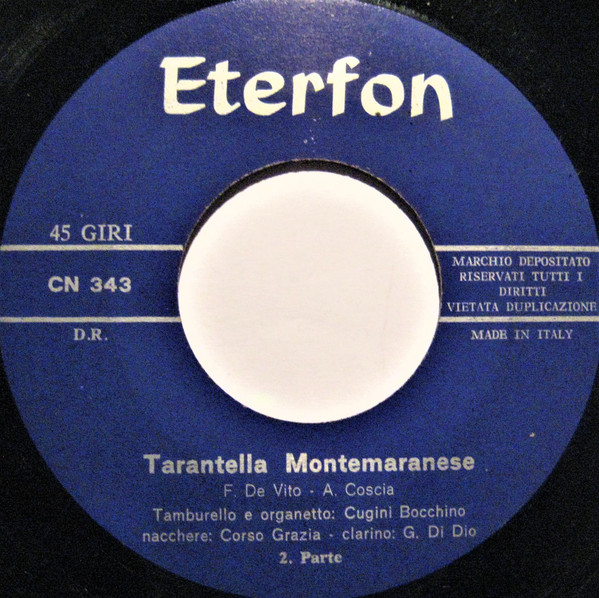 Eterfon
45 GIRI
CN 343
D.R.
MARCHIO DEPOSITATO
RISERVATI TUTTI I
DIRITTI
VIETATA DUPLICAZIONE
MADE IN ITALY
Tarantella Montemaranese
F. De Vito - A. Coscia
Tamburello e organetto: Cugini Bocchino
nacchere: Corso Grazia - clarino: G. Di Dio
2. Parte